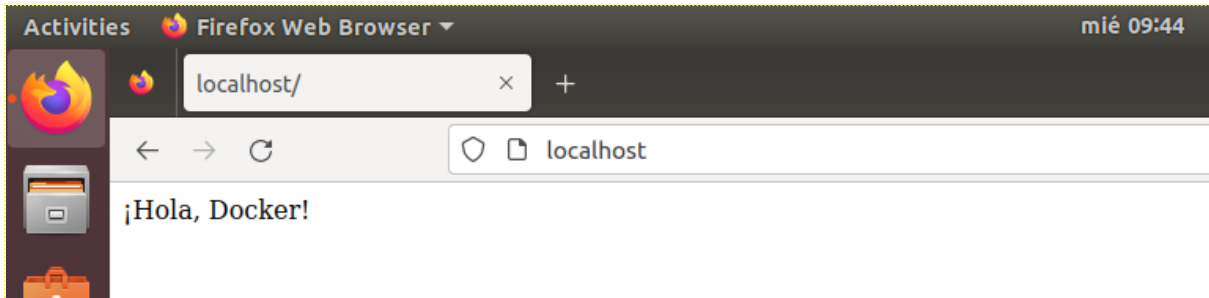 Activities Firefox Web Browser mié 09:44
localhost/
localhost
¡Hola, Docker!